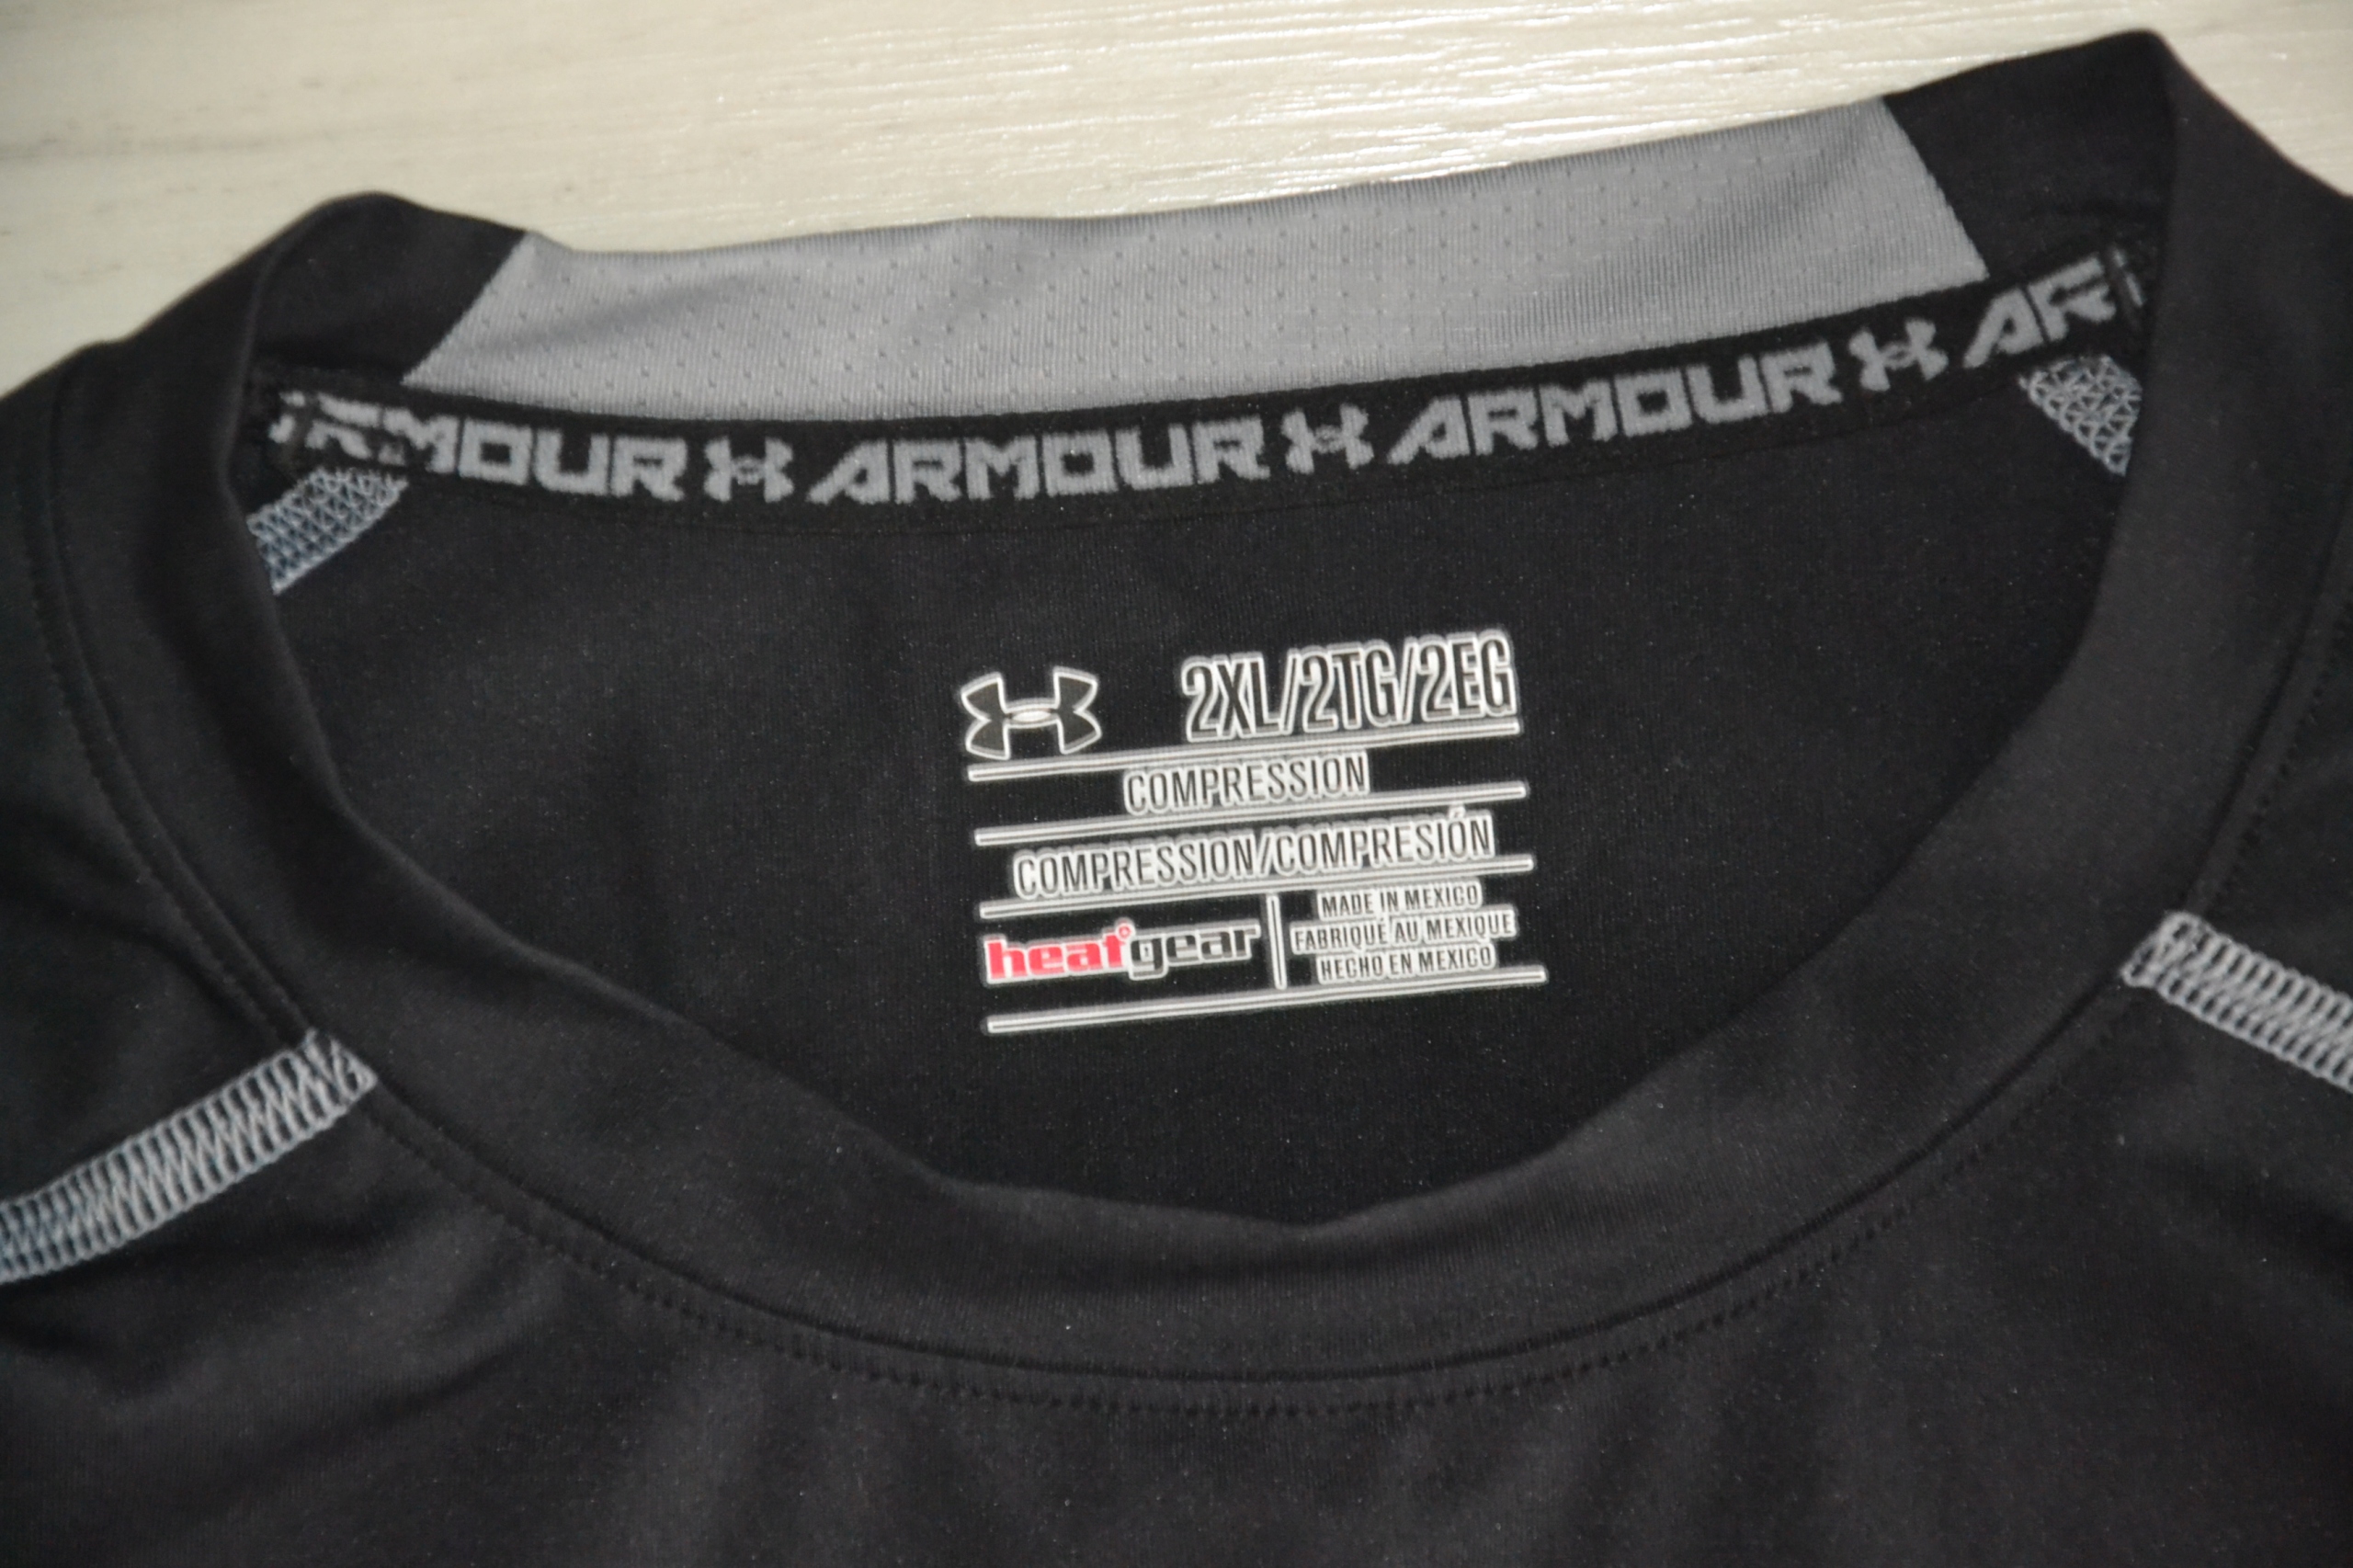 ARMOUR ARMOUR ARMOUR AR
2XL/2TG/2EG
COMPRESSION
COMPRESSION/COMPRESIÓN
heatgear
MADE IN MEXICO
FABRIQUÉ AU MEXIQUE
HECHO EN MEXICO